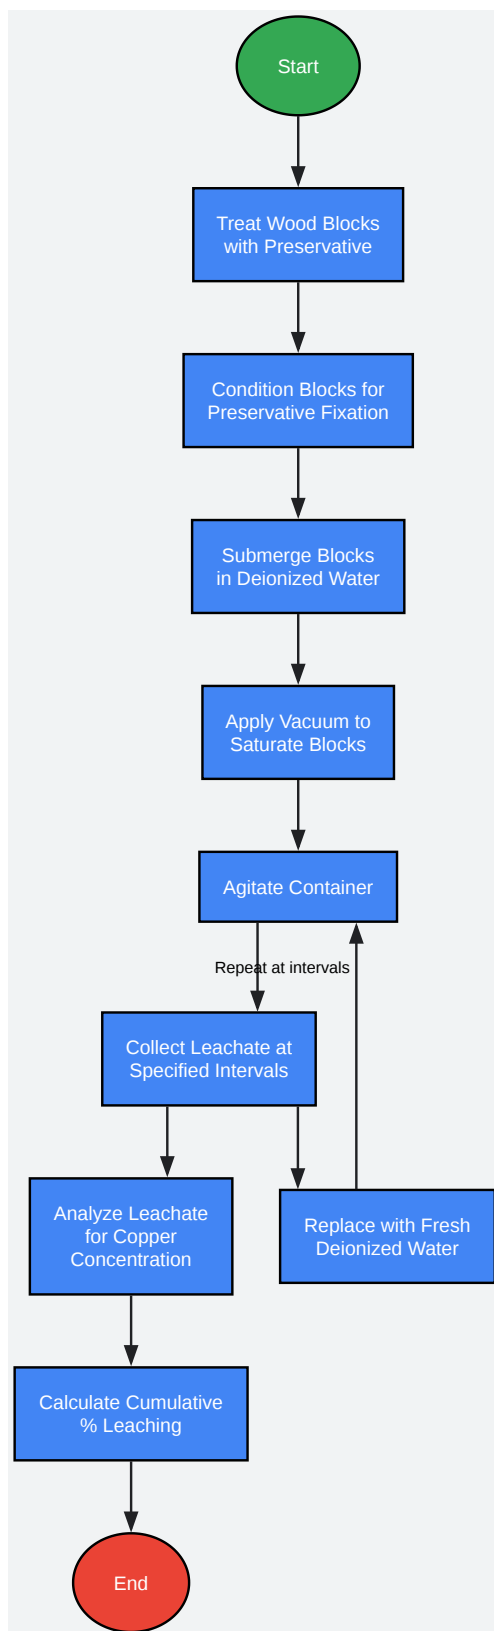 Start
Treat Wood Blocks
with Preservative
Condition Blocks for
Preservative Fixation
Submerge Blocks
in Deionized Water
Apply Vacuum to
Saturate Blocks
Agitate Container
Repeat at intervals
Collect Leachate at
Specified Intervals
Analyze Leachate
for Copper
Concentration
Replace with Fresh
Deionized Water
Calculate Cumulative
% Leaching
End